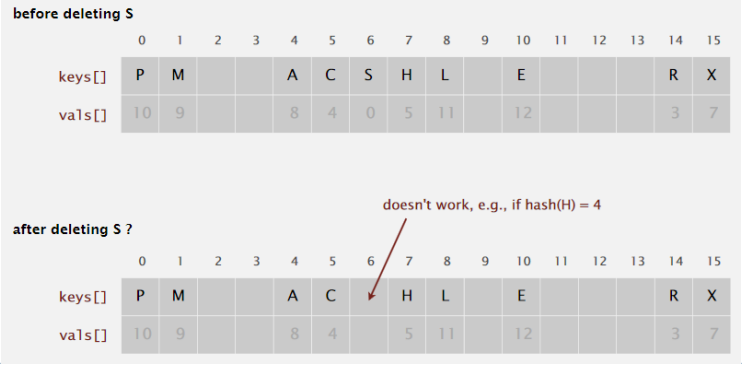 before deleting S
0 1 2 3 4 5 6 7 8 9 10 11 12 13 14 15
keys[] P M A C S H L E R X
vals[] 10 9 8 4 0 5 11 12 3 7
doesn't work, e.g., if hash(H) = 4
after deleting S ?
0 1 2 3 4 5 6 7 8 9 10 11 12 13 14 15
keys[] P M A C H L E R X
vals[] 10 9 8 4 5 11 12 3 7